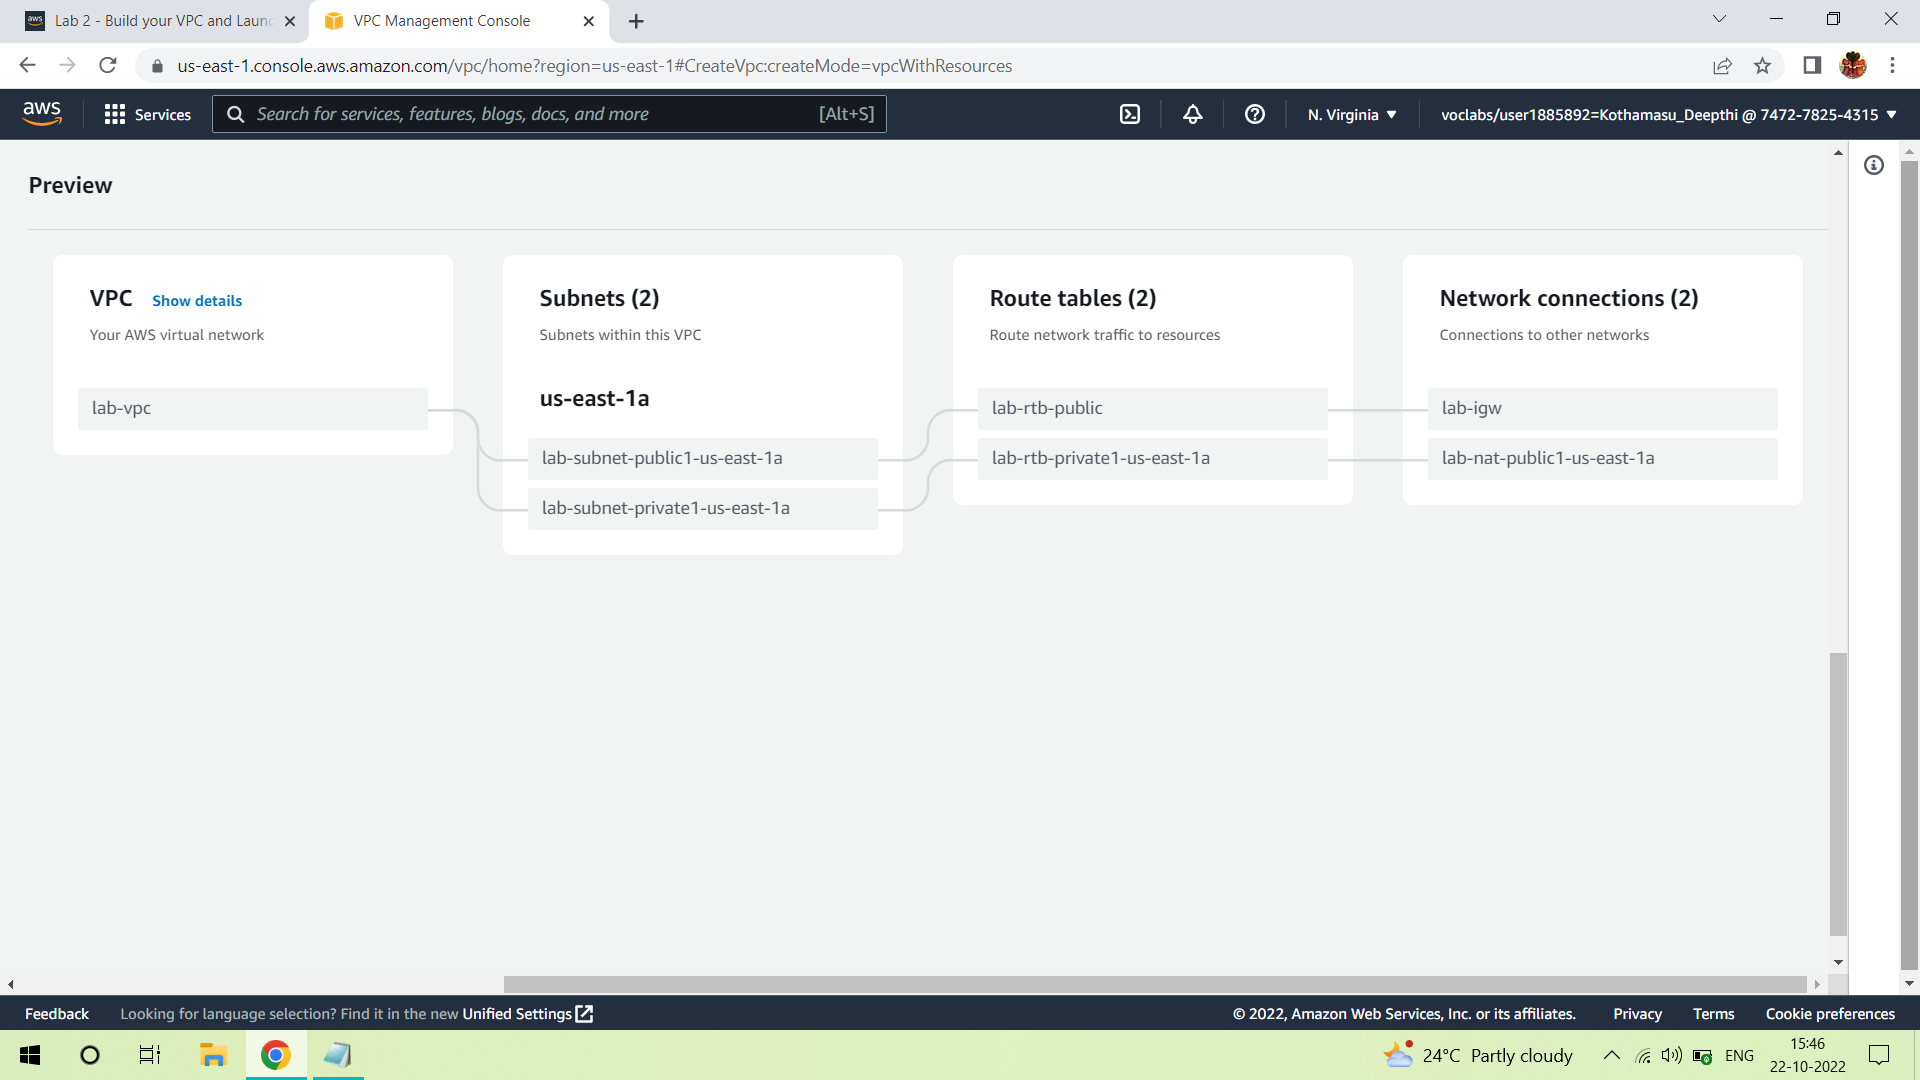 Lab 2 - Build your VPC and Laun
VPC Management Console
us-east-1.console.aws.amazon.com/vpc/home?region=us-east-1#CreateVpc:createMode=vpcWithResources
aws
Services
Search for services, features, blogs, docs, and more
[Alt+S]
N. Virginia
voclabs/user1885892=Kothamasu_Deepthi @ 7472-7825-4315
Preview
VPC Show details
Your AWS virtual network
lab-vpc
Subnets (2)
Subnets within this VPC
us-east-1a
lab-subnet-public1-us-east-1a
lab-subnet-private1-us-east-1a
Route tables (2)
Route network traffic to resources
lab-rtb-public
lab-rtb-private1-us-east-1a
Network connections (2)
Connections to other networks
lab-igw
lab-nat-public1-us-east-1a
Feedback
Looking for language selection? Find it in the new Unified Settings
© 2022, Amazon Web Services, Inc. or its affiliates.
Privacy
Terms
Cookie preferences
24°C Partly cloudy
ENG
15:46
22-10-2022